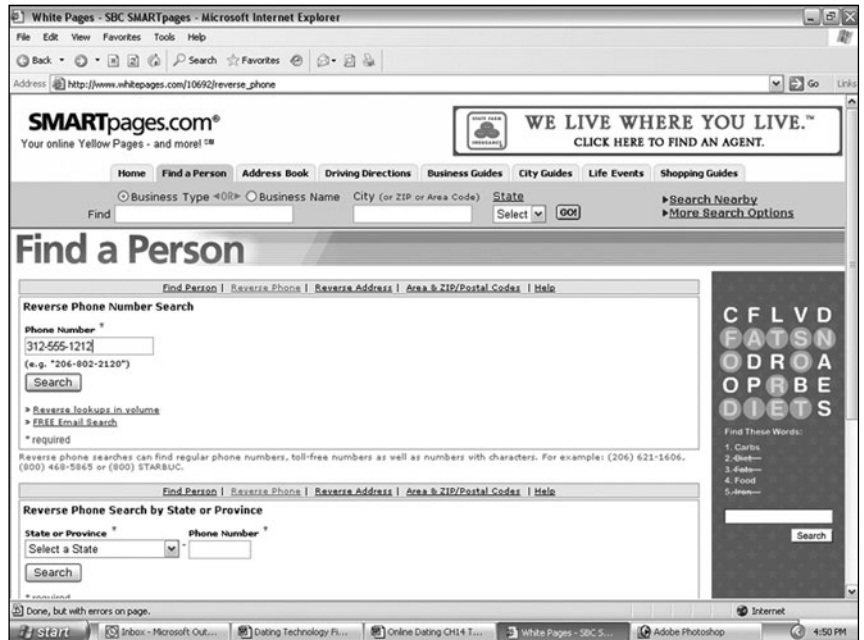 White Pages - SBC SMARTpages - Microsoft Internet Explorer
File Edit View Favorites Tools Help
Back Search Favorites
Address http://www.whitepages.com/10692/reverse_phone Go Links
SMARTpages.com®
Your online Yellow Pages - and more! SM
STATE FARM
INSURANCE
WE LIVE WHERE YOU LIVE.™
CLICK HERE TO FIND AN AGENT.
Home Find a Person Address Book Driving Directions Business Guides City Guides Life Events Shopping Guides
Business Type ◄OR► Business Name City (or ZIP or Area Code) State
Find Select GO!
►Search Nearby
►More Search Options
Find a Person
Find Person | Reverse Phone | Reverse Address | Area & ZIP/Postal Codes | Help
Reverse Phone Number Search
Phone Number *
312-555-1212
(e.g. "206-802-2120")
Search
» Reverse lookups in volume
» FREE Email Search
* required
Reverse phone searches can find regular phone numbers, toll-free numbers as well as numbers with characters. For example: (206) 621-1606,
(800) 468-5865 or (800) STARBUC.
Find Person | Reverse Phone | Reverse Address | Area & ZIP/Postal Codes | Help
Reverse Phone Search by State or Province
State or Province * Phone Number *
Select a State -
Search
* required
C F L V D
F A T S N
O D R O A
O P R B E
D I E T S
Find These Words:
1. Carbs
2. Diet
3. Fats
4. Food
5. Iron
Search
Done, but with errors on page. Internet
start Inbox - Microsoft Out... Dating Technology Fi... Online Dating CH14 T... White Pages - SBC S... Adobe Photoshop 4:50 PM